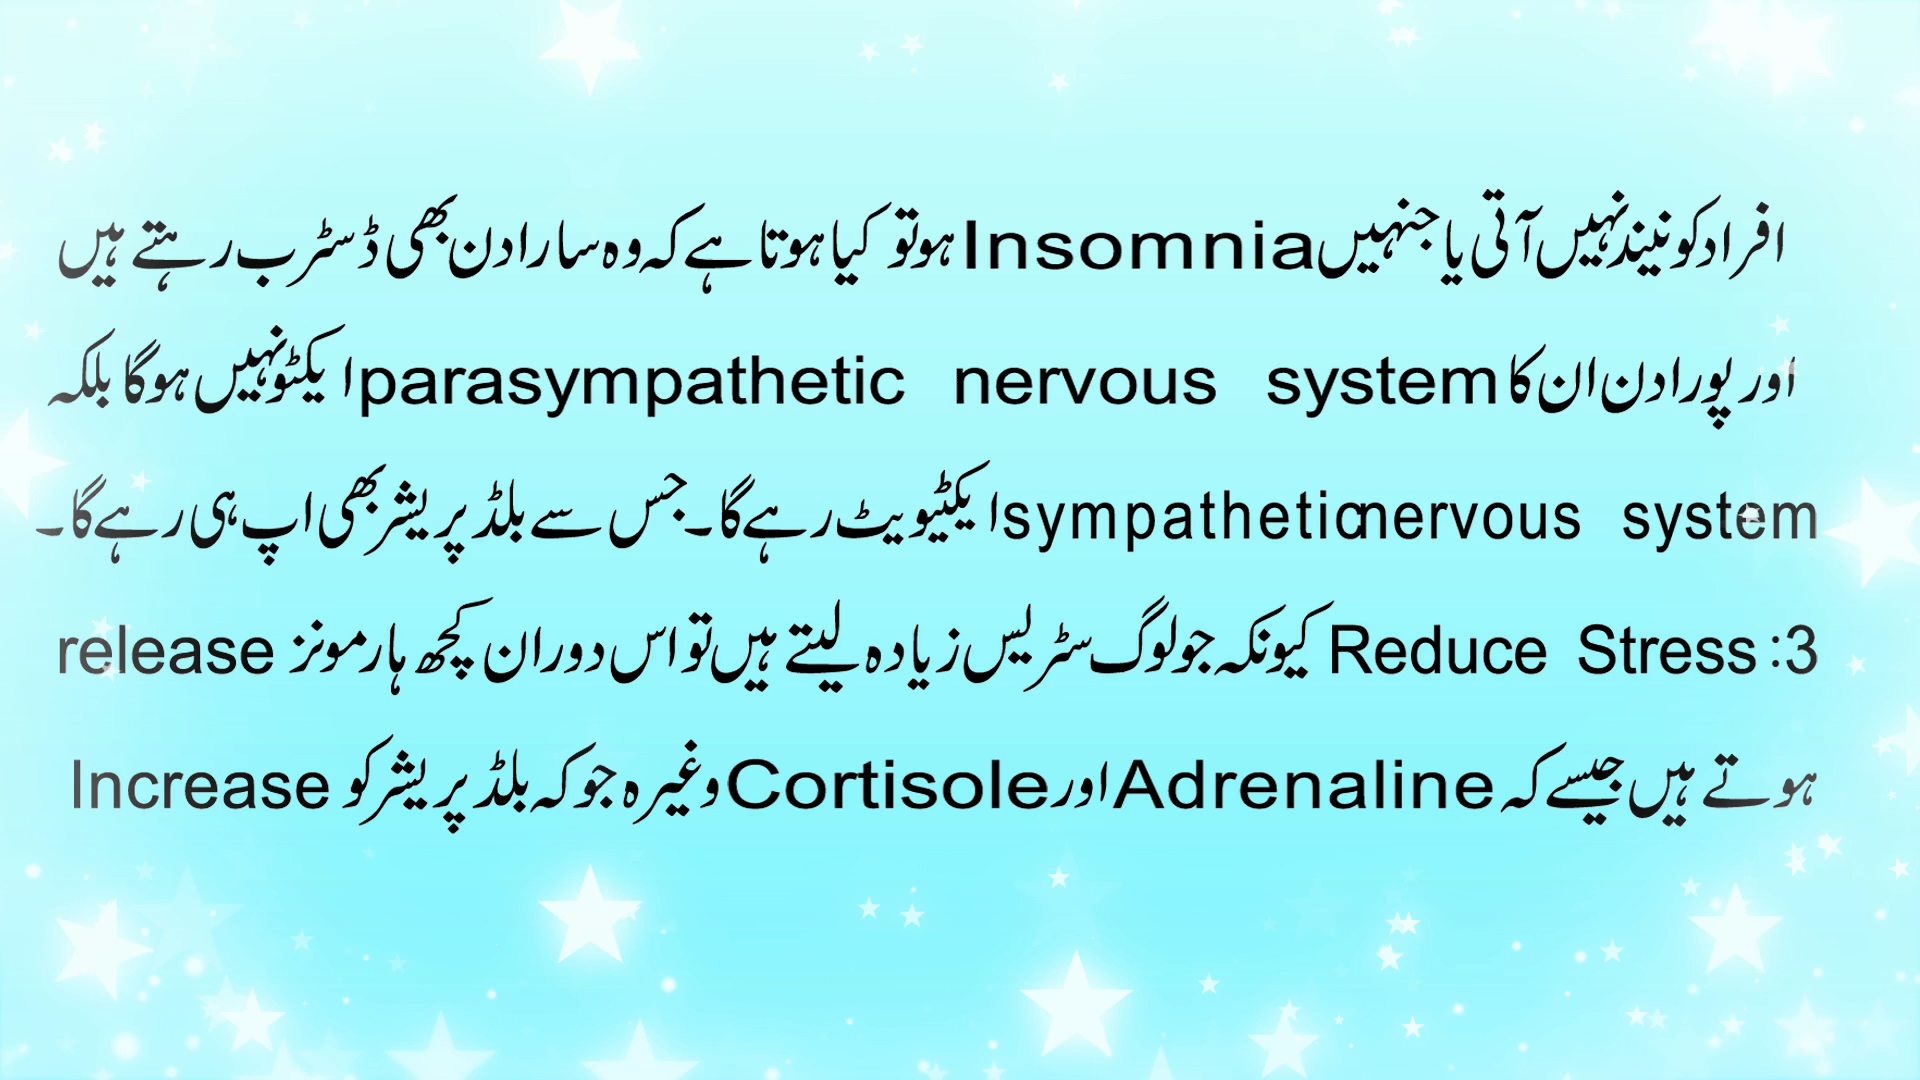 افراد کو نیند نہیں آتی یا جنہیں Insomnia ہو تو کیا ہوتا ہے کہ وہ سارا دن بھی ڈسٹرب رہتے ہیں
اور پورا دن ان کا parasympathetic nervous system ایکٹو نہیں ہوگا بلکہ
sympathetic nervous system ایکٹیویٹ رہے گا۔ جس سے بلڈ پریشر بھی اپ ہی رہے گا۔
3: Reduce Stress کیونکہ جو لوگ سٹریس زیادہ لیتے ہیں تو اس دوران کچھ ہارمونز release
ہوتے ہیں جیسے کہ Adrenaline اور Cortisole وغیرہ جو کہ بلڈ پریشر کو Increase